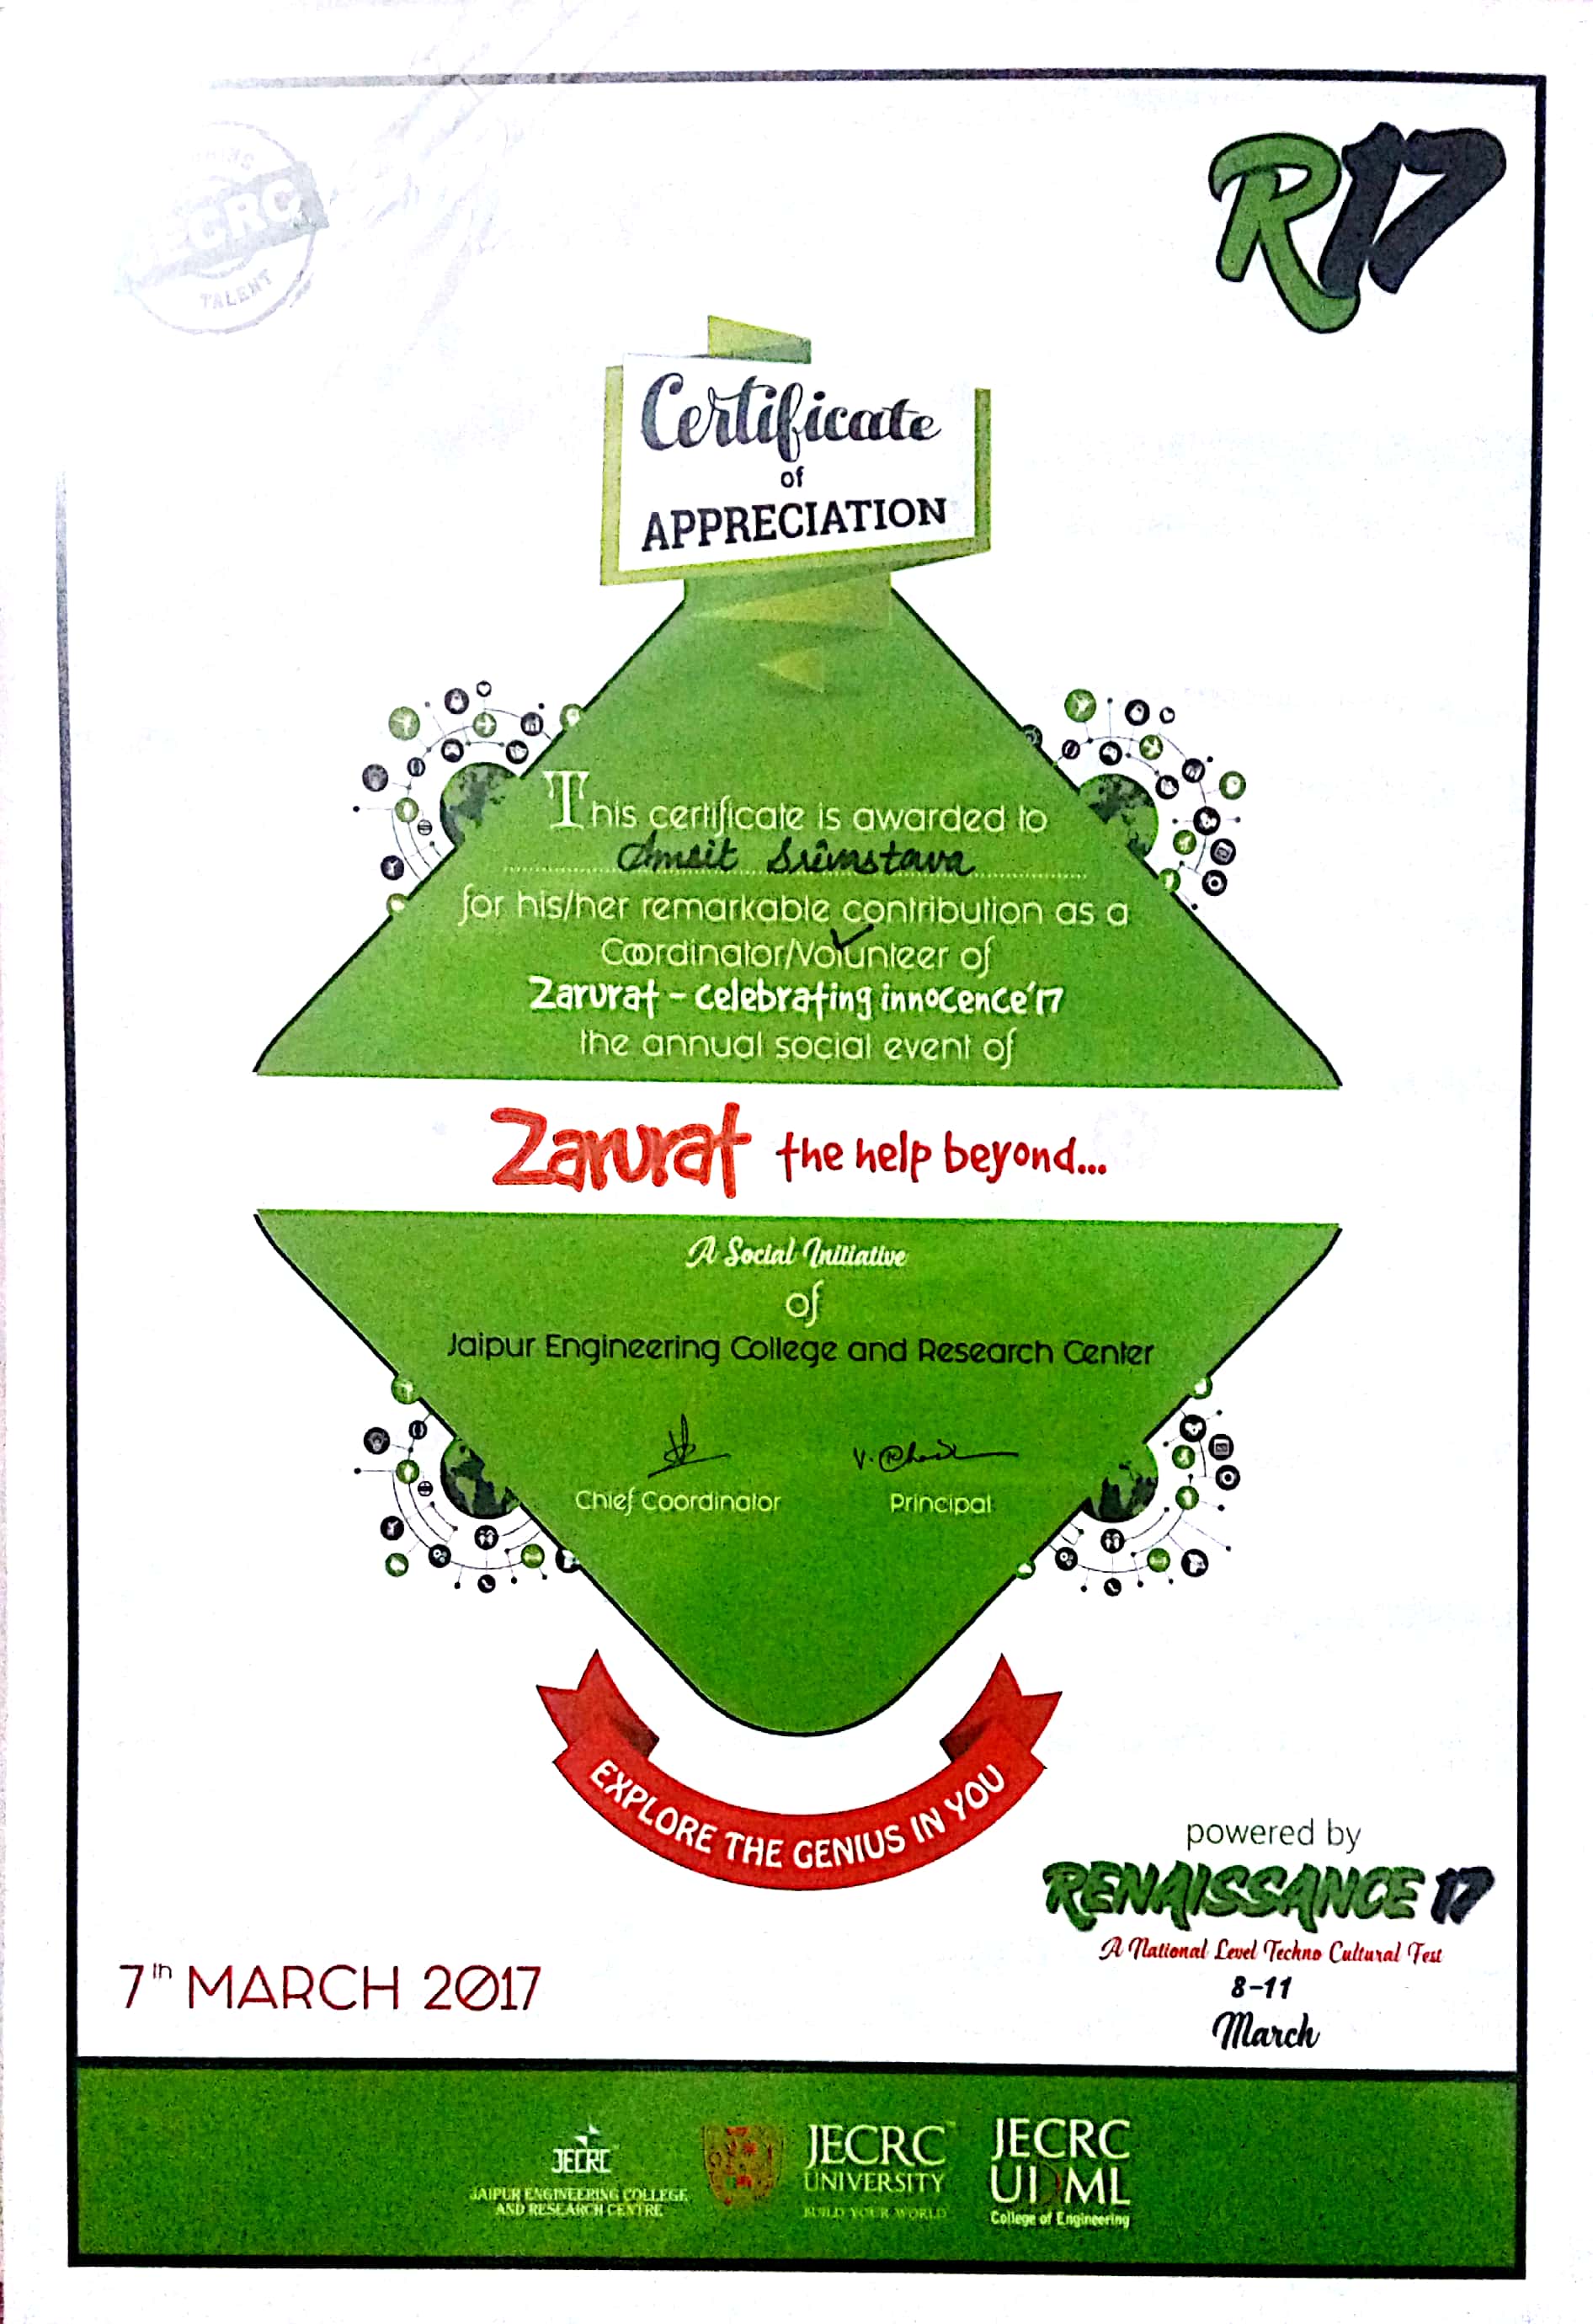 JECRC
TALENT
R17
Certificate
of
APPRECIATION
This certificate is awarded to
Amrit Srivastava
for his/her remarkable contribution as a
Coordinator/Volunteer of
Zarurat - celebrating innocence'17
the annual social event of
Zarurat the help beyond...
A Social Initiative
of
Jaipur Engineering College and Research Center
Chief Coordinator
Principal
EXPLORE THE GENIUS IN YOU
powered by
RENAISSANCE 17
A National Level Techno Cultural Fest
8-11
March
7th MARCH 2017
JECRC
JAIPUR ENGINEERING COLLEGE
AND RESEARCH CENTRE
JECRC
UNIVERSITY
BUILD YOUR WORLD
JECRC
UDML
College of Engineering